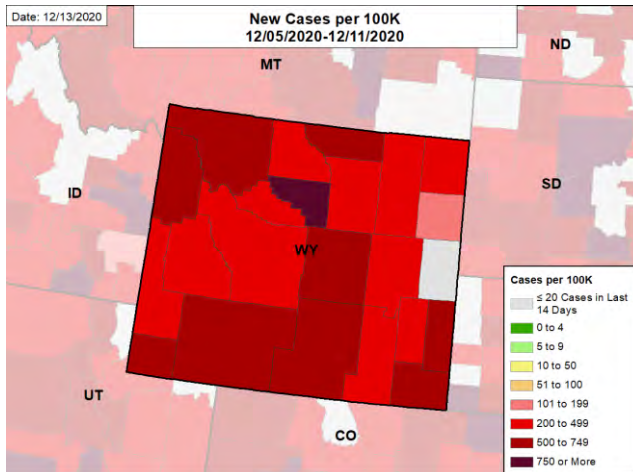 Date: 12/13/2020
New Cases per 100K
12/05/2020-12/11/2020
ND
MT
ID
SD
WY
UT
CO
Cases per 100K
≤ 20 Cases in Last
14 Days
0 to 4
5 to 9
10 to 50
51 to 100
101 to 199
200 to 499
500 to 749
750 or More